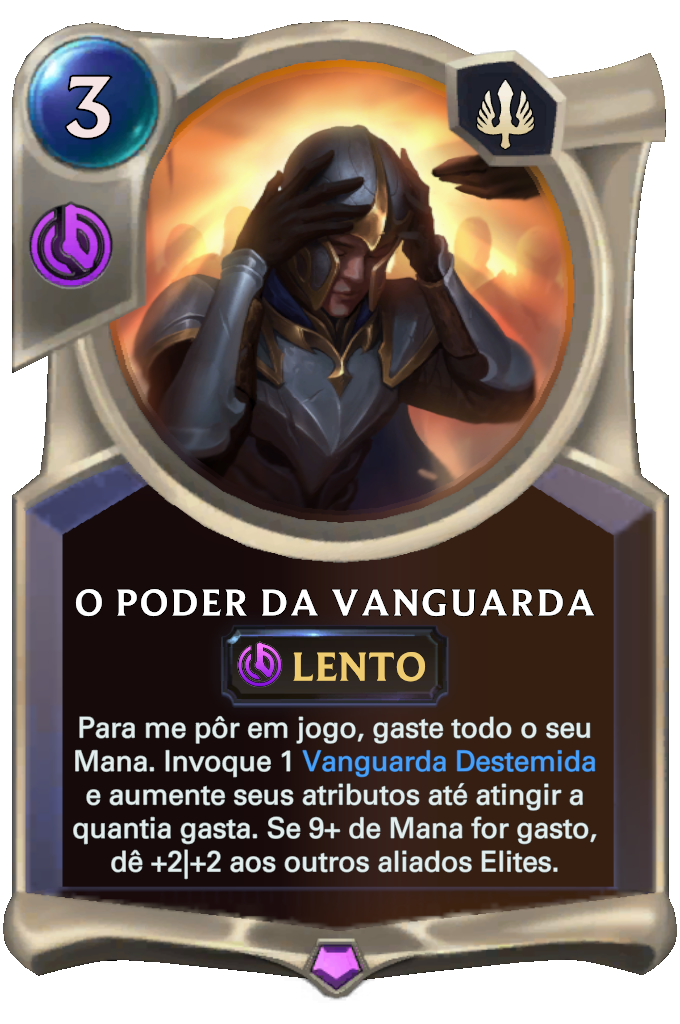 3
O PODER DA VANGUARDA
LENTO
Para me pôr em jogo, gaste todo o seu
Mana. Invoque 1 Vanguarda Destemida
e aumente seus atributos até atingir a
quantia gasta. Se 9+ de Mana for gasto,
dê +2|+2 aos outros aliados Elites.